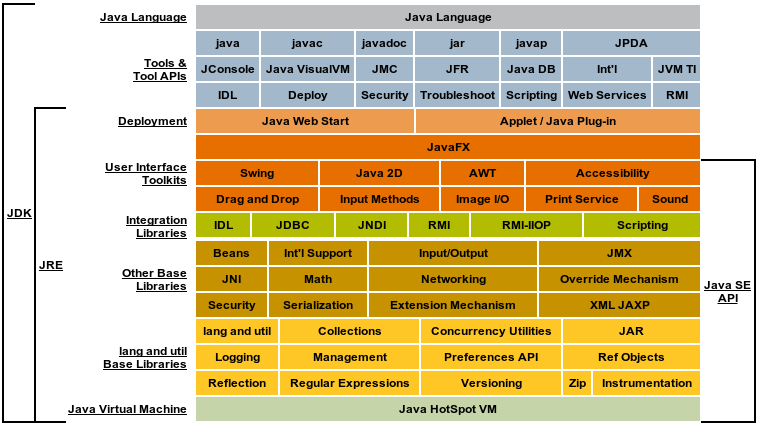 Java Language Java Language
java javac javadoc jar javap JPDA
Tools &
Tool APIs
JConsole Java VisualVM JMC JFR Java DB Int'l JVM TI
IDL Deploy Security Troubleshoot Scripting Web Services RMI
Deployment Java Web Start Applet / Java Plug-in
JavaFX
User Interface
Toolkits
Swing Java 2D AWT Accessibility
Drag and Drop Input Methods Image I/O Print Service Sound
JDK
Integration
Libraries
IDL JDBC JNDI RMI RMI-IIOP Scripting
Beans Int'l Support Input/Output JMX
JRE
Other Base
Libraries
JNI Math Networking Override Mechanism
Java SE
API
Security Serialization Extension Mechanism XML JAXP
lang and util Collections Concurrency Utilities JAR
lang and util
Base Libraries
Logging Management Preferences API Ref Objects
Reflection Regular Expressions Versioning Zip Instrumentation
Java Virtual Machine Java HotSpot VM